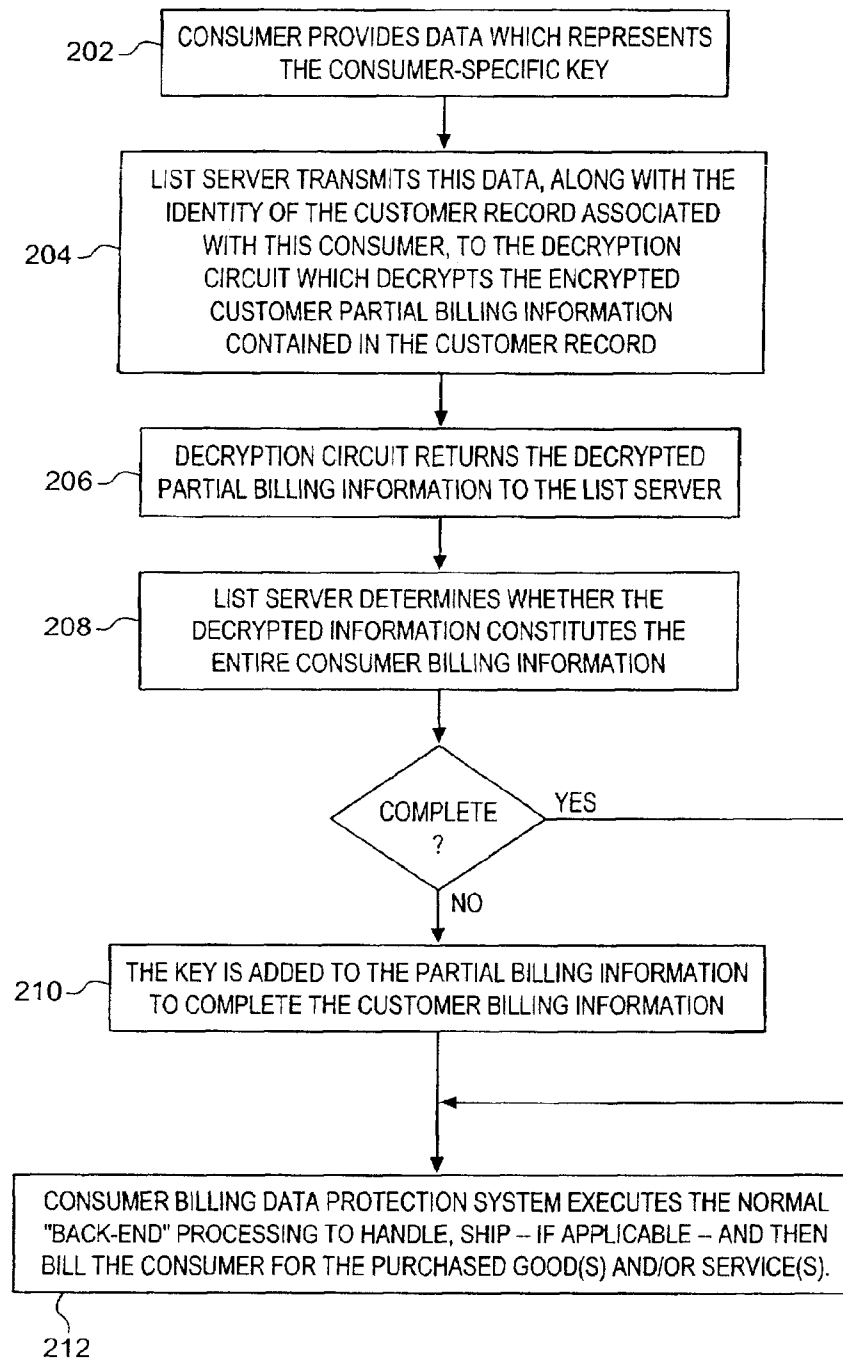 202
CONSUMER PROVIDES DATA WHICH REPRESENTS
THE CONSUMER-SPECIFIC KEY
204
LIST SERVER TRANSMITS THIS DATA, ALONG WITH THE
IDENTITY OF THE CUSTOMER RECORD ASSOCIATED
WITH THIS CONSUMER, TO THE DECRYPTION
CIRCUIT WHICH DECRYPTS THE ENCRYPTED
CUSTOMER PARTIAL BILLING INFORMATION
CONTAINED IN THE CUSTOMER RECORD
206
DECRYPTION CIRCUIT RETURNS THE DECRYPTED
PARTIAL BILLING INFORMATION TO THE LIST SERVER
208
LIST SERVER DETERMINES WHETHER THE
DECRYPTED INFORMATION CONSTITUTES THE
ENTIRE CONSUMER BILLING INFORMATION
COMPLETE
?
YES
NO
210
THE KEY IS ADDED TO THE PARTIAL BILLING INFORMATION
TO COMPLETE THE CUSTOMER BILLING INFORMATION
CONSUMER BILLING DATA PROTECTION SYSTEM EXECUTES THE NORMAL
"BACK-END" PROCESSING TO HANDLE, SHIP – IF APPLICABLE – AND THEN
BILL THE CONSUMER FOR THE PURCHASED GOOD(S) AND/OR SERVICE(S).
212